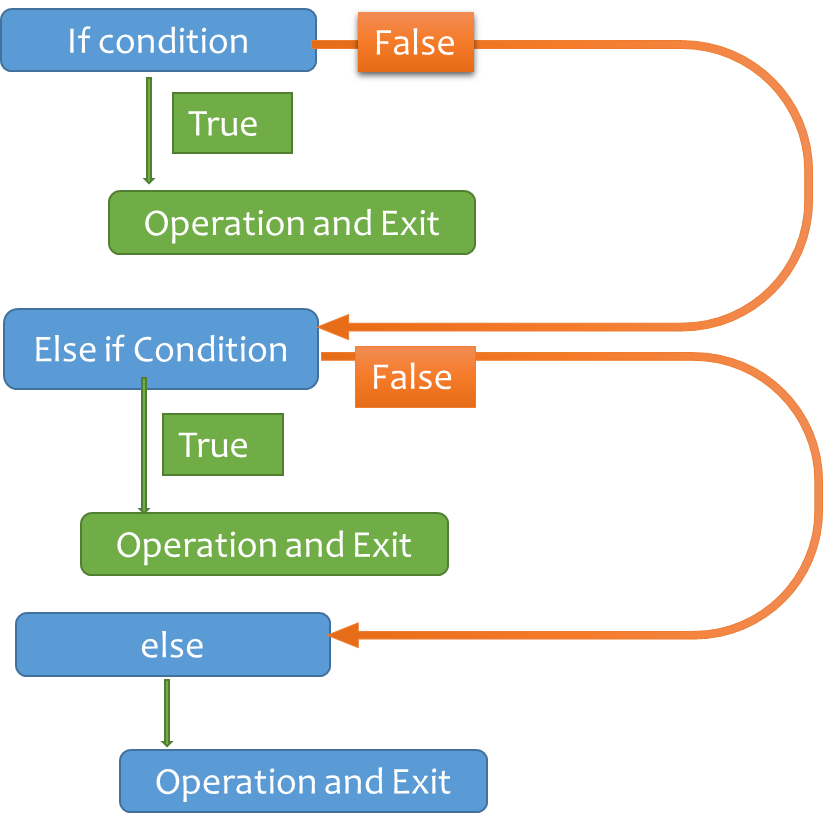 If condition
False
True
Operation and Exit
Else if Condition
False
True
Operation and Exit
else
Operation and Exit